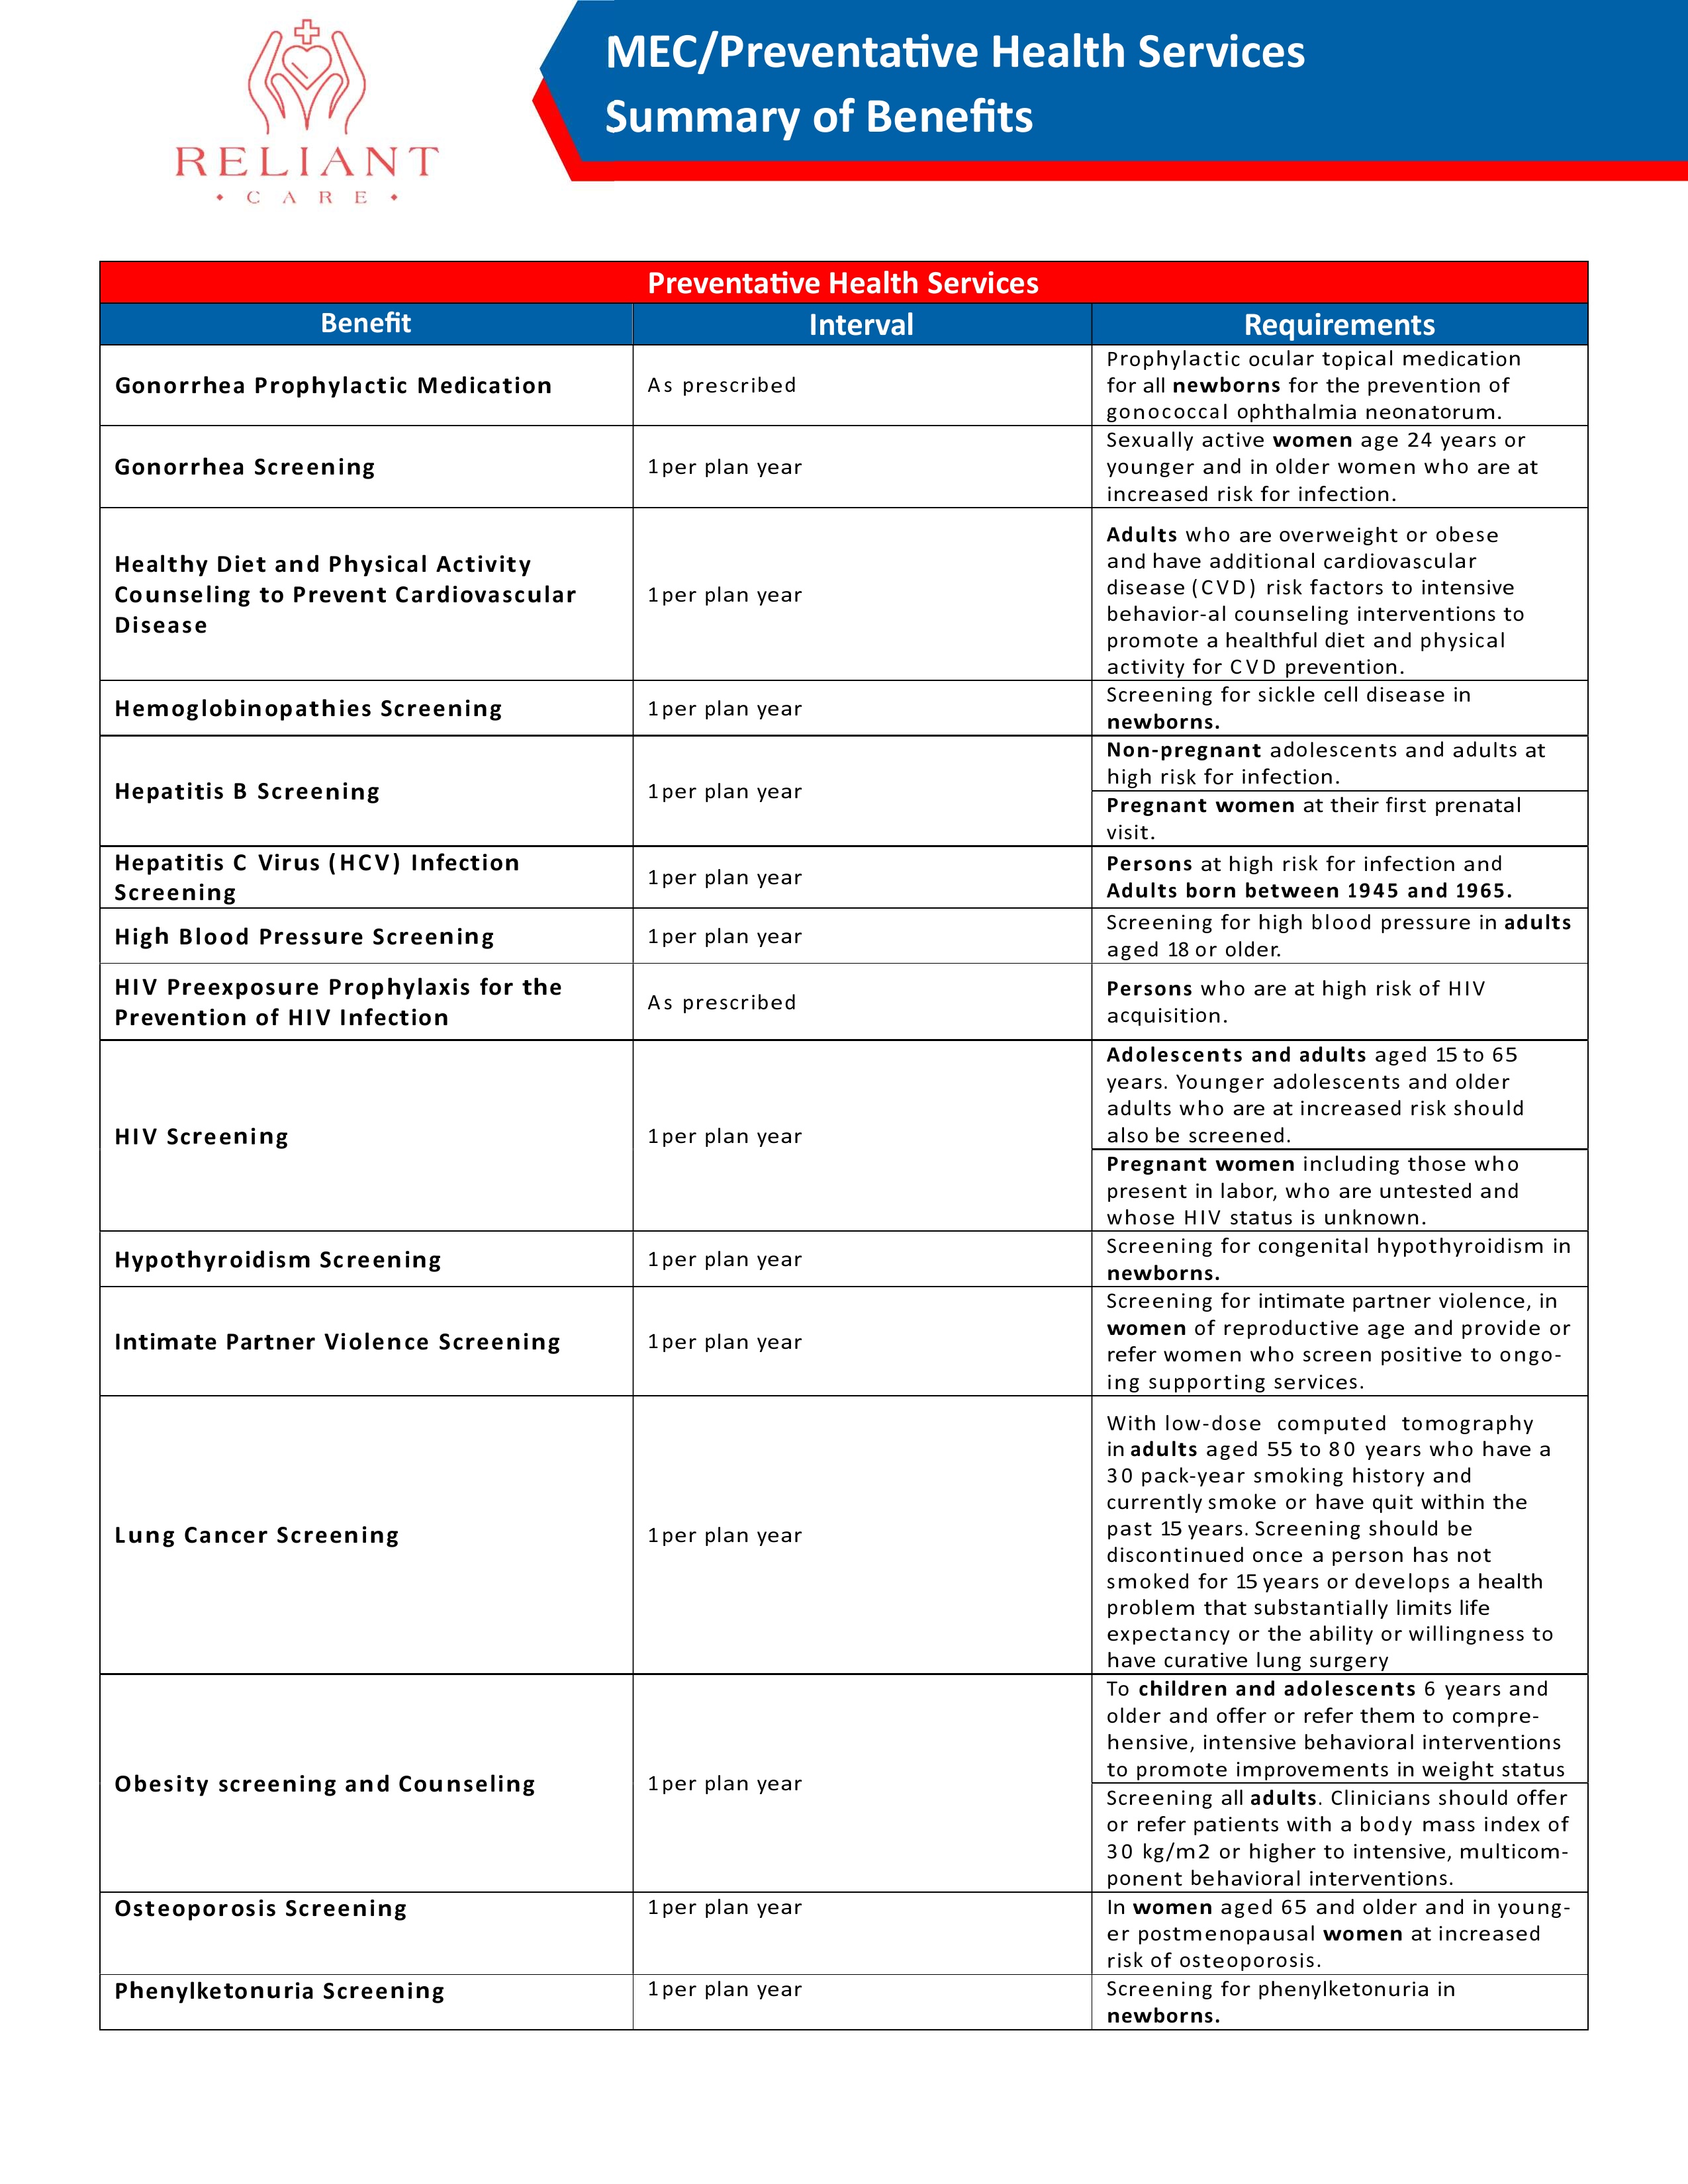 RELIANT
• CARE •
MEC/Preventative Health Services
Summary of Benefits
Preventative Health Services
Benefit
Interval
Requirements
Gonorrhea Prophylactic Medication
As prescribed
Prophylactic ocular topical medication
for all newborns for the prevention of
gonococcal ophthalmia neonatorum.
Gonorrhea Screening
1 per plan year
Sexually active women age 24 years or
younger and in older women who are at
increased risk for infection.
Healthy Diet and Physical Activity
Counseling to Prevent Cardiovascular
Disease
1 per plan year
Adults who are overweight or obese
and have additional cardiovascular
disease (CVD) risk factors to intensive
behavior-al counseling interventions to
promote a healthful diet and physical
activity for CVD prevention.
Hemoglobinopathies Screening
1 per plan year
Screening for sickle cell disease in
newborns.
Hepatitis B Screening
1 per plan year
Non-pregnant adolescents and adults at
high risk for infection.
Pregnant women at their first prenatal
visit.
Hepatitis C Virus (HCV) Infection
Screening
1 per plan year
Persons at high risk for infection and
Adults born between 1945 and 1965.
High Blood Pressure Screening
1 per plan year
Screening for high blood pressure in adults
aged 18 or older.
HIV Preexposure Prophylaxis for the
Prevention of HIV Infection
As prescribed
Persons who are at high risk of HIV
acquisition.
HIV Screening
1 per plan year
Adolescents and adults aged 15 to 65
years. Younger adolescents and older
adults who are at increased risk should
also be screened.
Pregnant women including those who
present in labor, who are untested and
whose HIV status is unknown.
Hypothyroidism Screening
1 per plan year
Screening for congenital hypothyroidism in
newborns.
Intimate Partner Violence Screening
1 per plan year
Screening for intimate partner violence, in
women of reproductive age and provide or
refer women who screen positive to ongo-
ing supporting services.
Lung Cancer Screening
1 per plan year
With low-dose computed tomography
in adults aged 55 to 80 years who have a
30 pack-year smoking history and
currently smoke or have quit within the
past 15 years. Screening should be
discontinued once a person has not
smoked for 15 years or develops a health
problem that substantially limits life
expectancy or the ability or willingness to
have curative lung surgery
Obesity screening and Counseling
1 per plan year
To children and adolescents 6 years and
older and offer or refer them to compre-
hensive, intensive behavioral interventions
to promote improvements in weight status
Screening all adults. Clinicians should offer
or refer patients with a body mass index of
30 kg/m2 or higher to intensive, multicom-
ponent behavioral interventions.
Osteoporosis Screening
1 per plan year
In women aged 65 and older and in young-
er postmenopausal women at increased
risk of osteoporosis.
Phenylketonuria Screening
1 per plan year
Screening for phenylketonuria in
newborns.